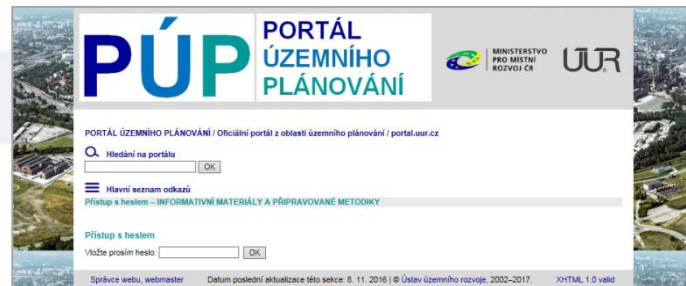 PÚP
PORTÁL
ÚZEMNÍHO
PLÁNOVÁNÍ
MINISTERSTVO
PRO MÍSTNÍ
ROZVOJ ČR
ÚÚR
PORTÁL ÚZEMNÍHO PLÁNOVÁNÍ / Oficiální portál z oblasti územního plánování / portal.uur.cz
Hledání na portálu
OK
Hlavní seznam odkazů
Přístup s heslem – INFORMATIVNÍ MATERIÁLY A PŘIPRAVOVANÉ METODIKY
Přístup s heslem
Vložte prosím heslo: OK
Správce webu, webmaster Datum poslední aktualizace této sekce: 8. 11. 2016 | © Ústav územního rozvoje, 2002–2017. XHTML 1.0 valid